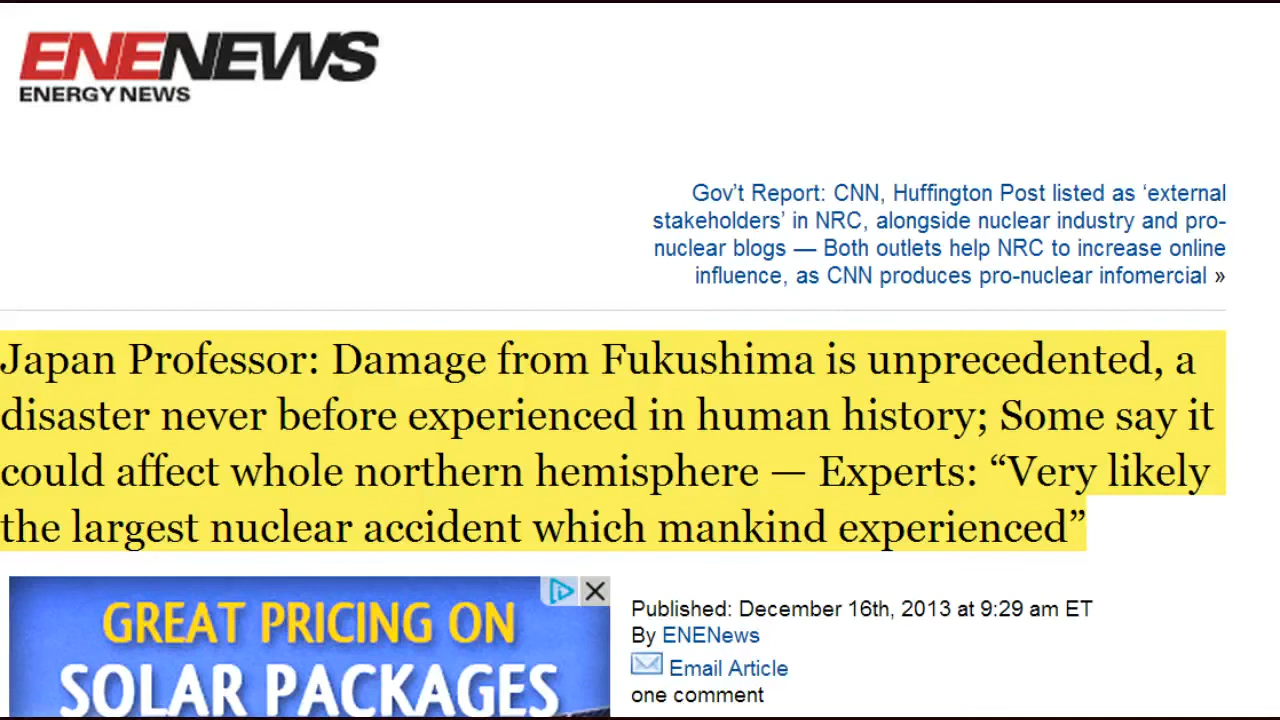 ENENEWS
ENERGY NEWS
Gov't Report: CNN, Huffington Post listed as ‘external
stakeholders’ in NRC, alongside nuclear industry and pro-
nuclear blogs — Both outlets help NRC to increase online
influence, as CNN produces pro-nuclear infomercial »
Japan Professor: Damage from Fukushima is unprecedented, a
disaster never before experienced in human history; Some say it
could affect whole northern hemisphere — Experts: “Very likely
the largest nuclear accident which mankind experienced”
GREAT PRICING ON
SOLAR PACKAGES
Published: December 16th, 2013 at 9:29 am ET
By ENENews
Email Article
one comment